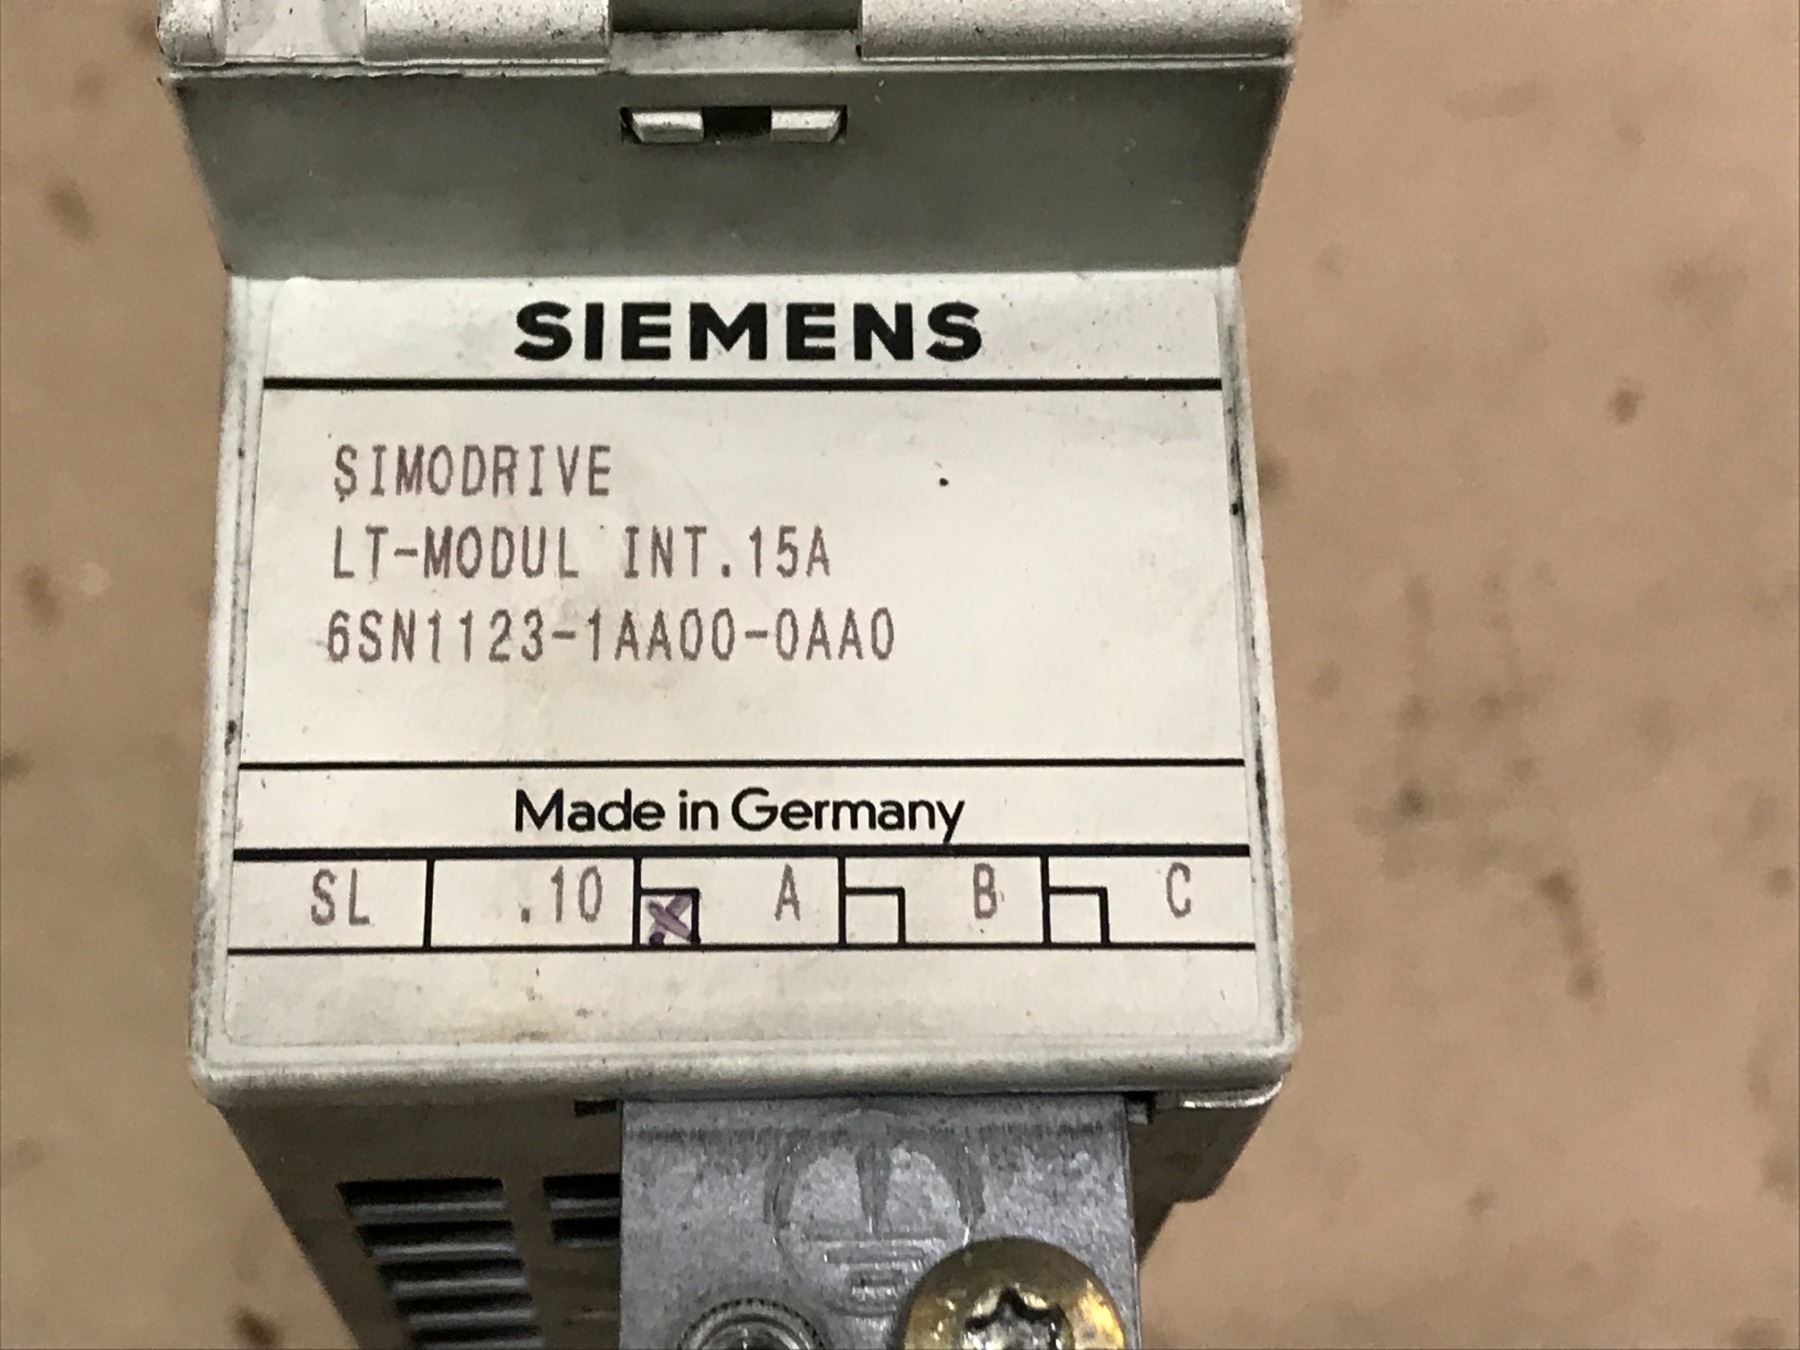 SIEMENS
SIMODRIVE
LT-MODUL INT.15A
6SN1123-1AA00-0AA0
Made in Germany
SL .10 A B C